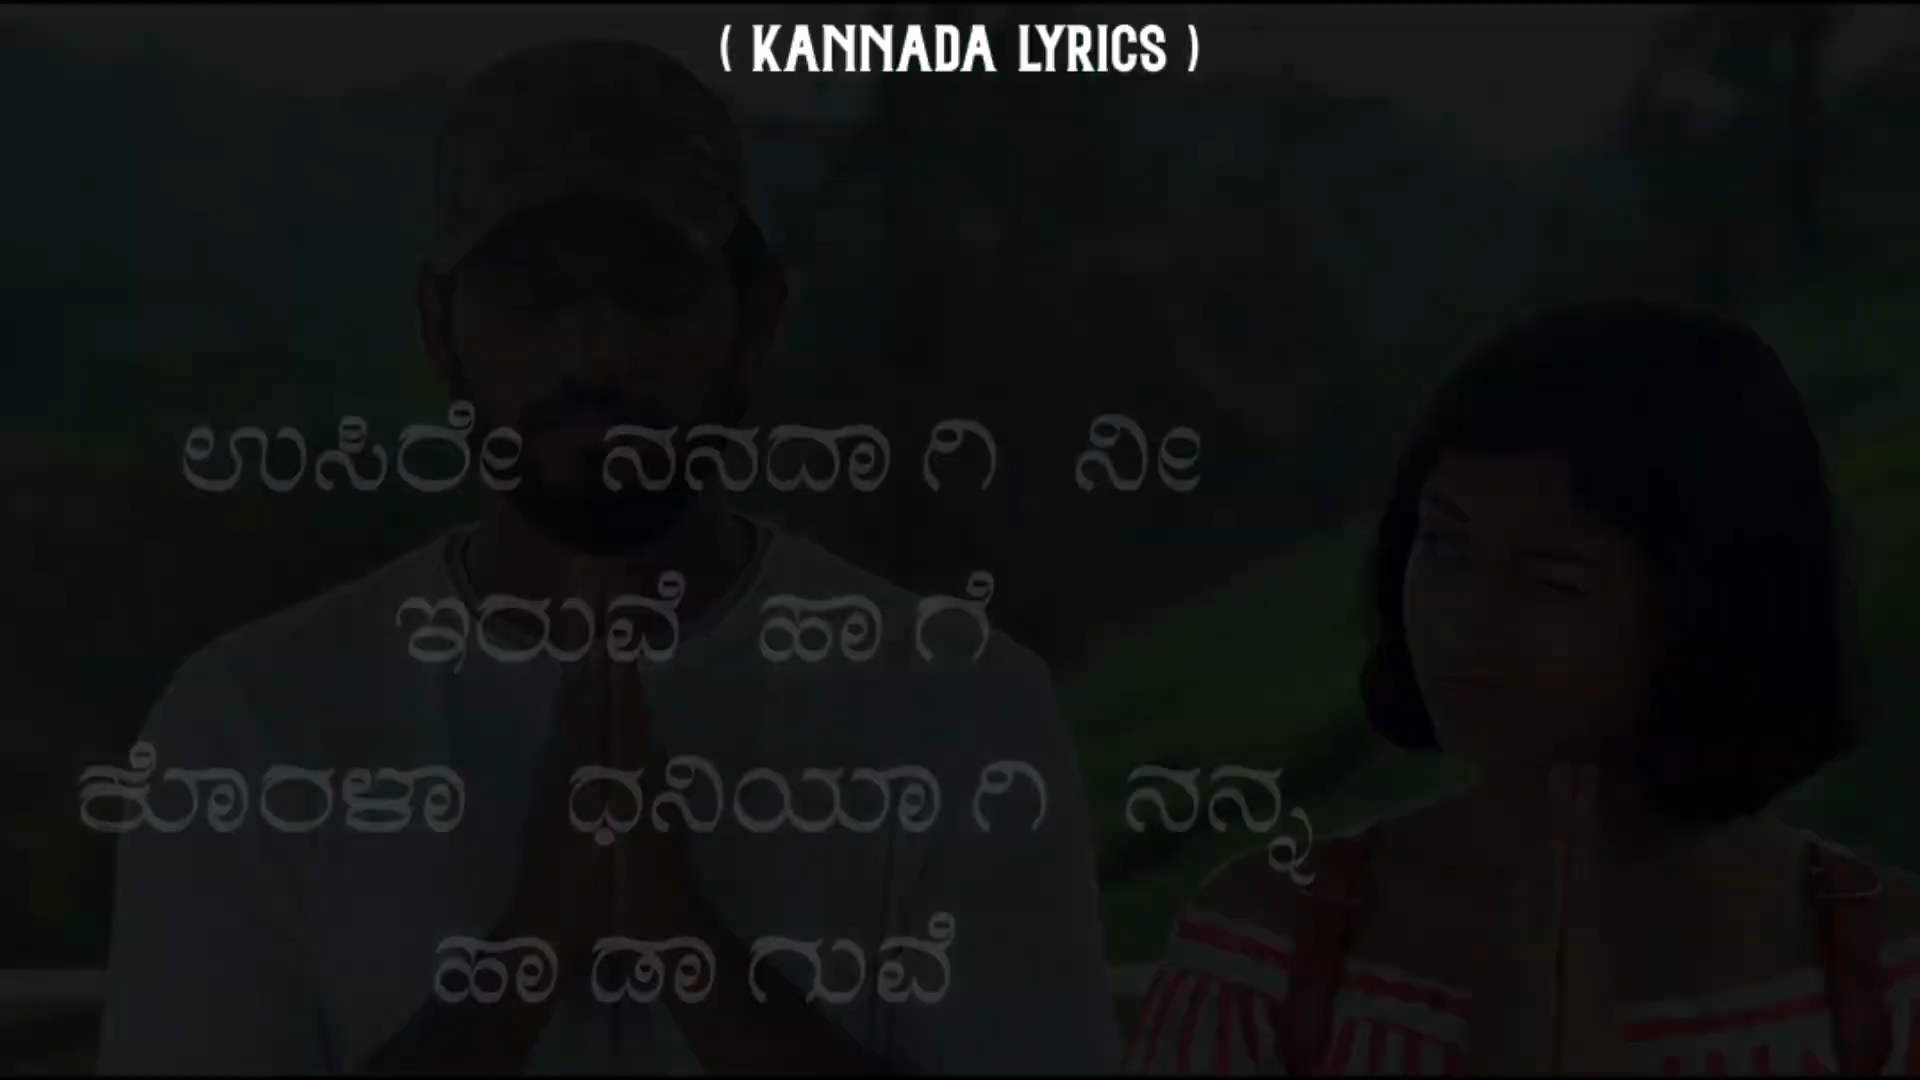 ( KANNADA LYRICS )
ಉಸಿರೇ ನನದಾಗಿ ನೀ
ಇರುವೆ ಹಾಗೆ
ಕೊರಳಾ ಧನಿಯಾಗಿ ನನ್ನ
ಹಾಡಾಗುವೆ